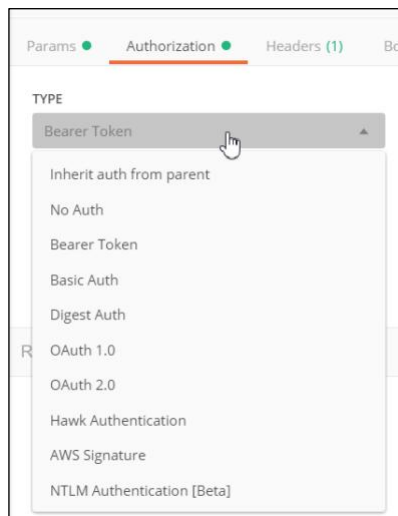 Params Authorization Headers (1) Bo
TYPE
Bearer Token
Inherit auth from parent
No Auth
Bearer Token
Basic Auth
Digest Auth
R
OAuth 1.0
OAuth 2.0
Hawk Authentication
AWS Signature
NTLM Authentication [Beta]